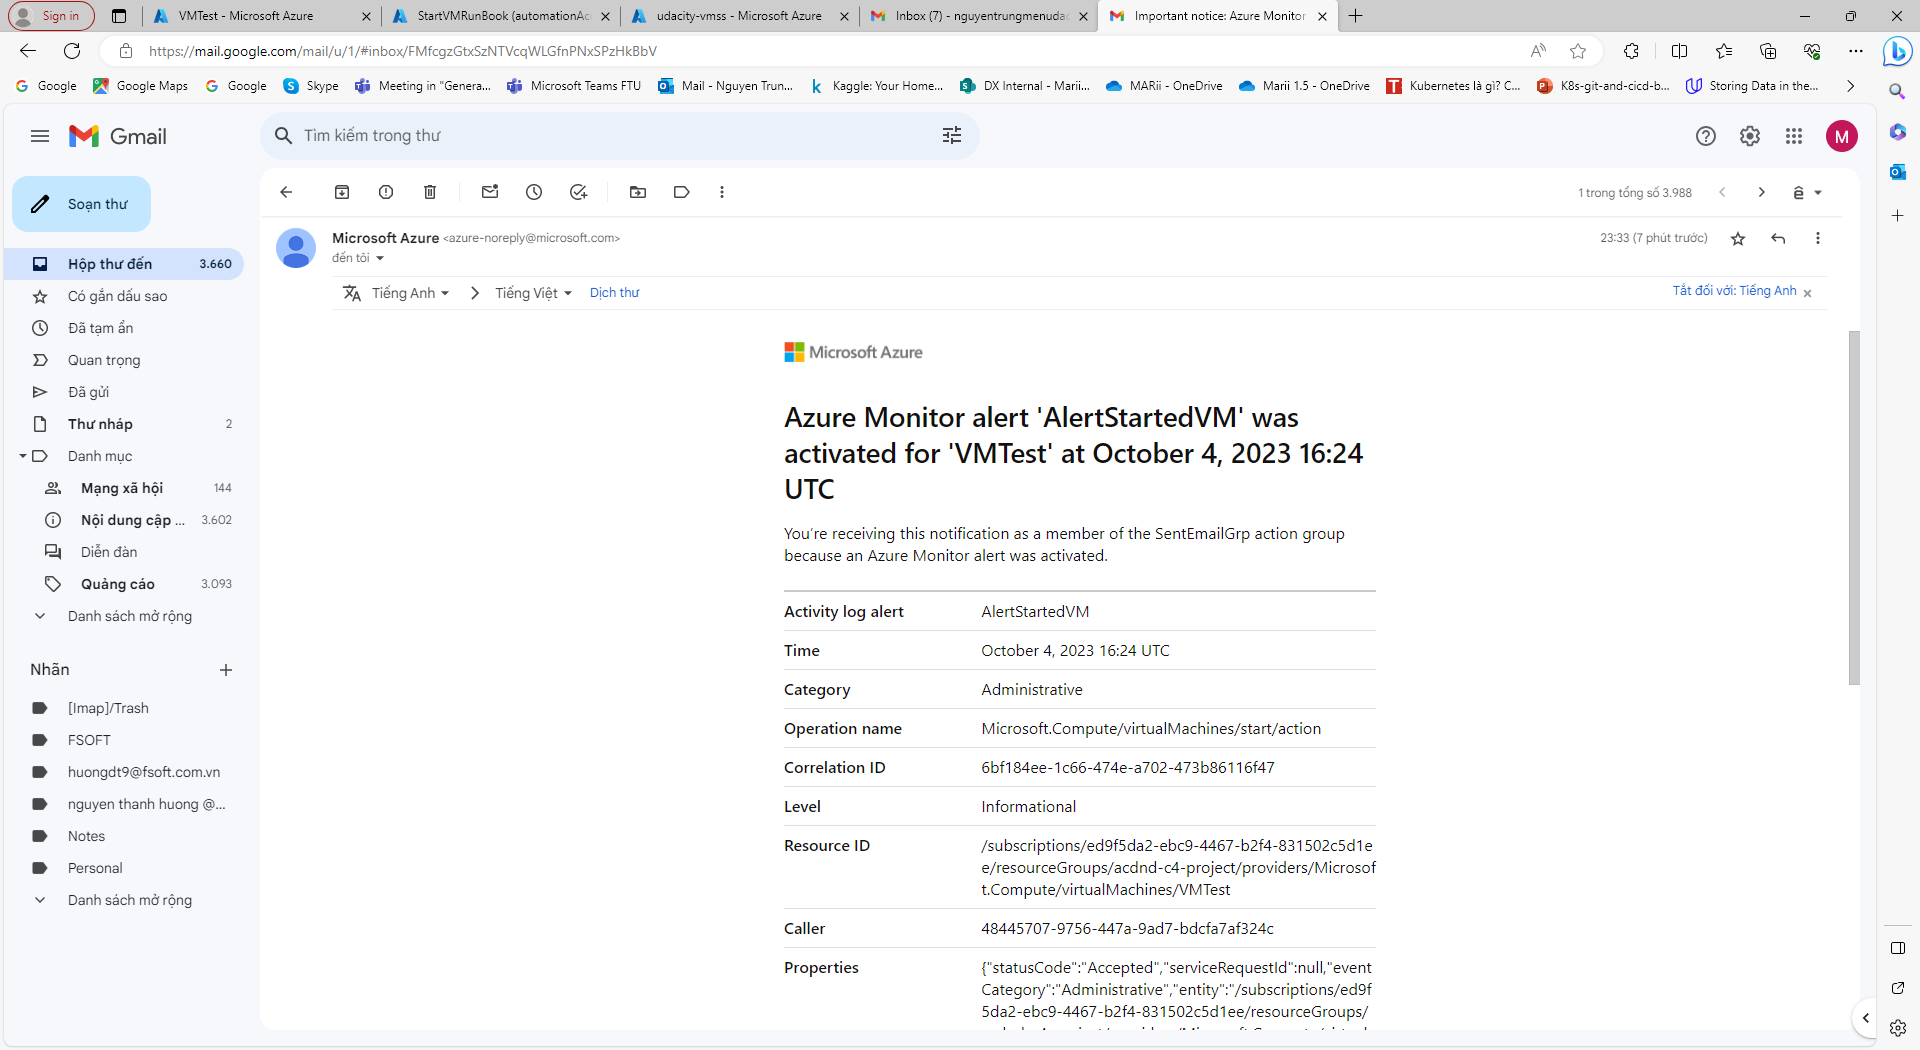 Sign in
VMTest - Microsoft Azure
StartVMRunBook (automationAcc
udacity-vmss - Microsoft Azure
Inbox (7) - nguyentrungmenudac
Important notice: Azure Monitor
https://mail.google.com/mail/u/1/#inbox/FMfcgzGtxSzNTVcqWLGfnPNxSPzHkBbV
Google
Google Maps
Google
Skype
Meeting in "Genera...
Microsoft Teams FTU
Mail - Nguyen Trun...
Kaggle: Your Home...
DX Internal - Marii...
MARii - OneDrive
Marii 1.5 - OneDrive
Kubernetes là gì? C...
K8s-git-and-cicd-b...
Storing Data in the...
Gmail
Tìm kiếm trong thư
M
Soạn thư
1 trong tổng số 3.988
ê
Hộp thư đến 3.660
Có gắn dấu sao
Đã tạm ẩn
Quan trọng
Đã gửi
Thư nháp 2
Danh mục
Mạng xã hội 144
Nội dung cập ... 3.602
Diễn đàn
Quảng cáo 3.093
Danh sách mở rộng
Nhãn
[Imap]/Trash
FSOFT
huongdt9@fsoft.com.vn
nguyen thanh huong @...
Notes
Personal
Danh sách mở rộng
Microsoft Azure <azure-noreply@microsoft.com>
23:33 (7 phút trước)
đến tôi
Tiếng Anh
Tiếng Việt
Dịch thư
Tắt đối với: Tiếng Anh
Microsoft Azure
Azure Monitor alert 'AlertStartedVM' was
activated for 'VMTest' at October 4, 2023 16:24
UTC
You're receiving this notification as a member of the SentEmailGrp action group
because an Azure Monitor alert was activated.
Activity log alert AlertStartedVM
Time October 4, 2023 16:24 UTC
Category Administrative
Operation name Microsoft.Compute/virtualMachines/start/action
Correlation ID 6bf184ee-1c66-474e-a702-473b86116f47
Level Informational
Resource ID /subscriptions/ed9f5da2-ebc9-4467-b2f4-831502c5d1e
e/resourceGroups/acdnd-c4-project/providers/Microsof
t.Compute/virtualMachines/VMTest
Caller 48445707-9756-447a-9ad7-bdcfa7af324c
Properties {"statusCode":"Accepted","serviceRequestId":null,"event
Category":"Administrative","entity":"/subscriptions/ed9f
5da2-ebc9-4467-b2f4-831502c5d1ee/resourceGroups/